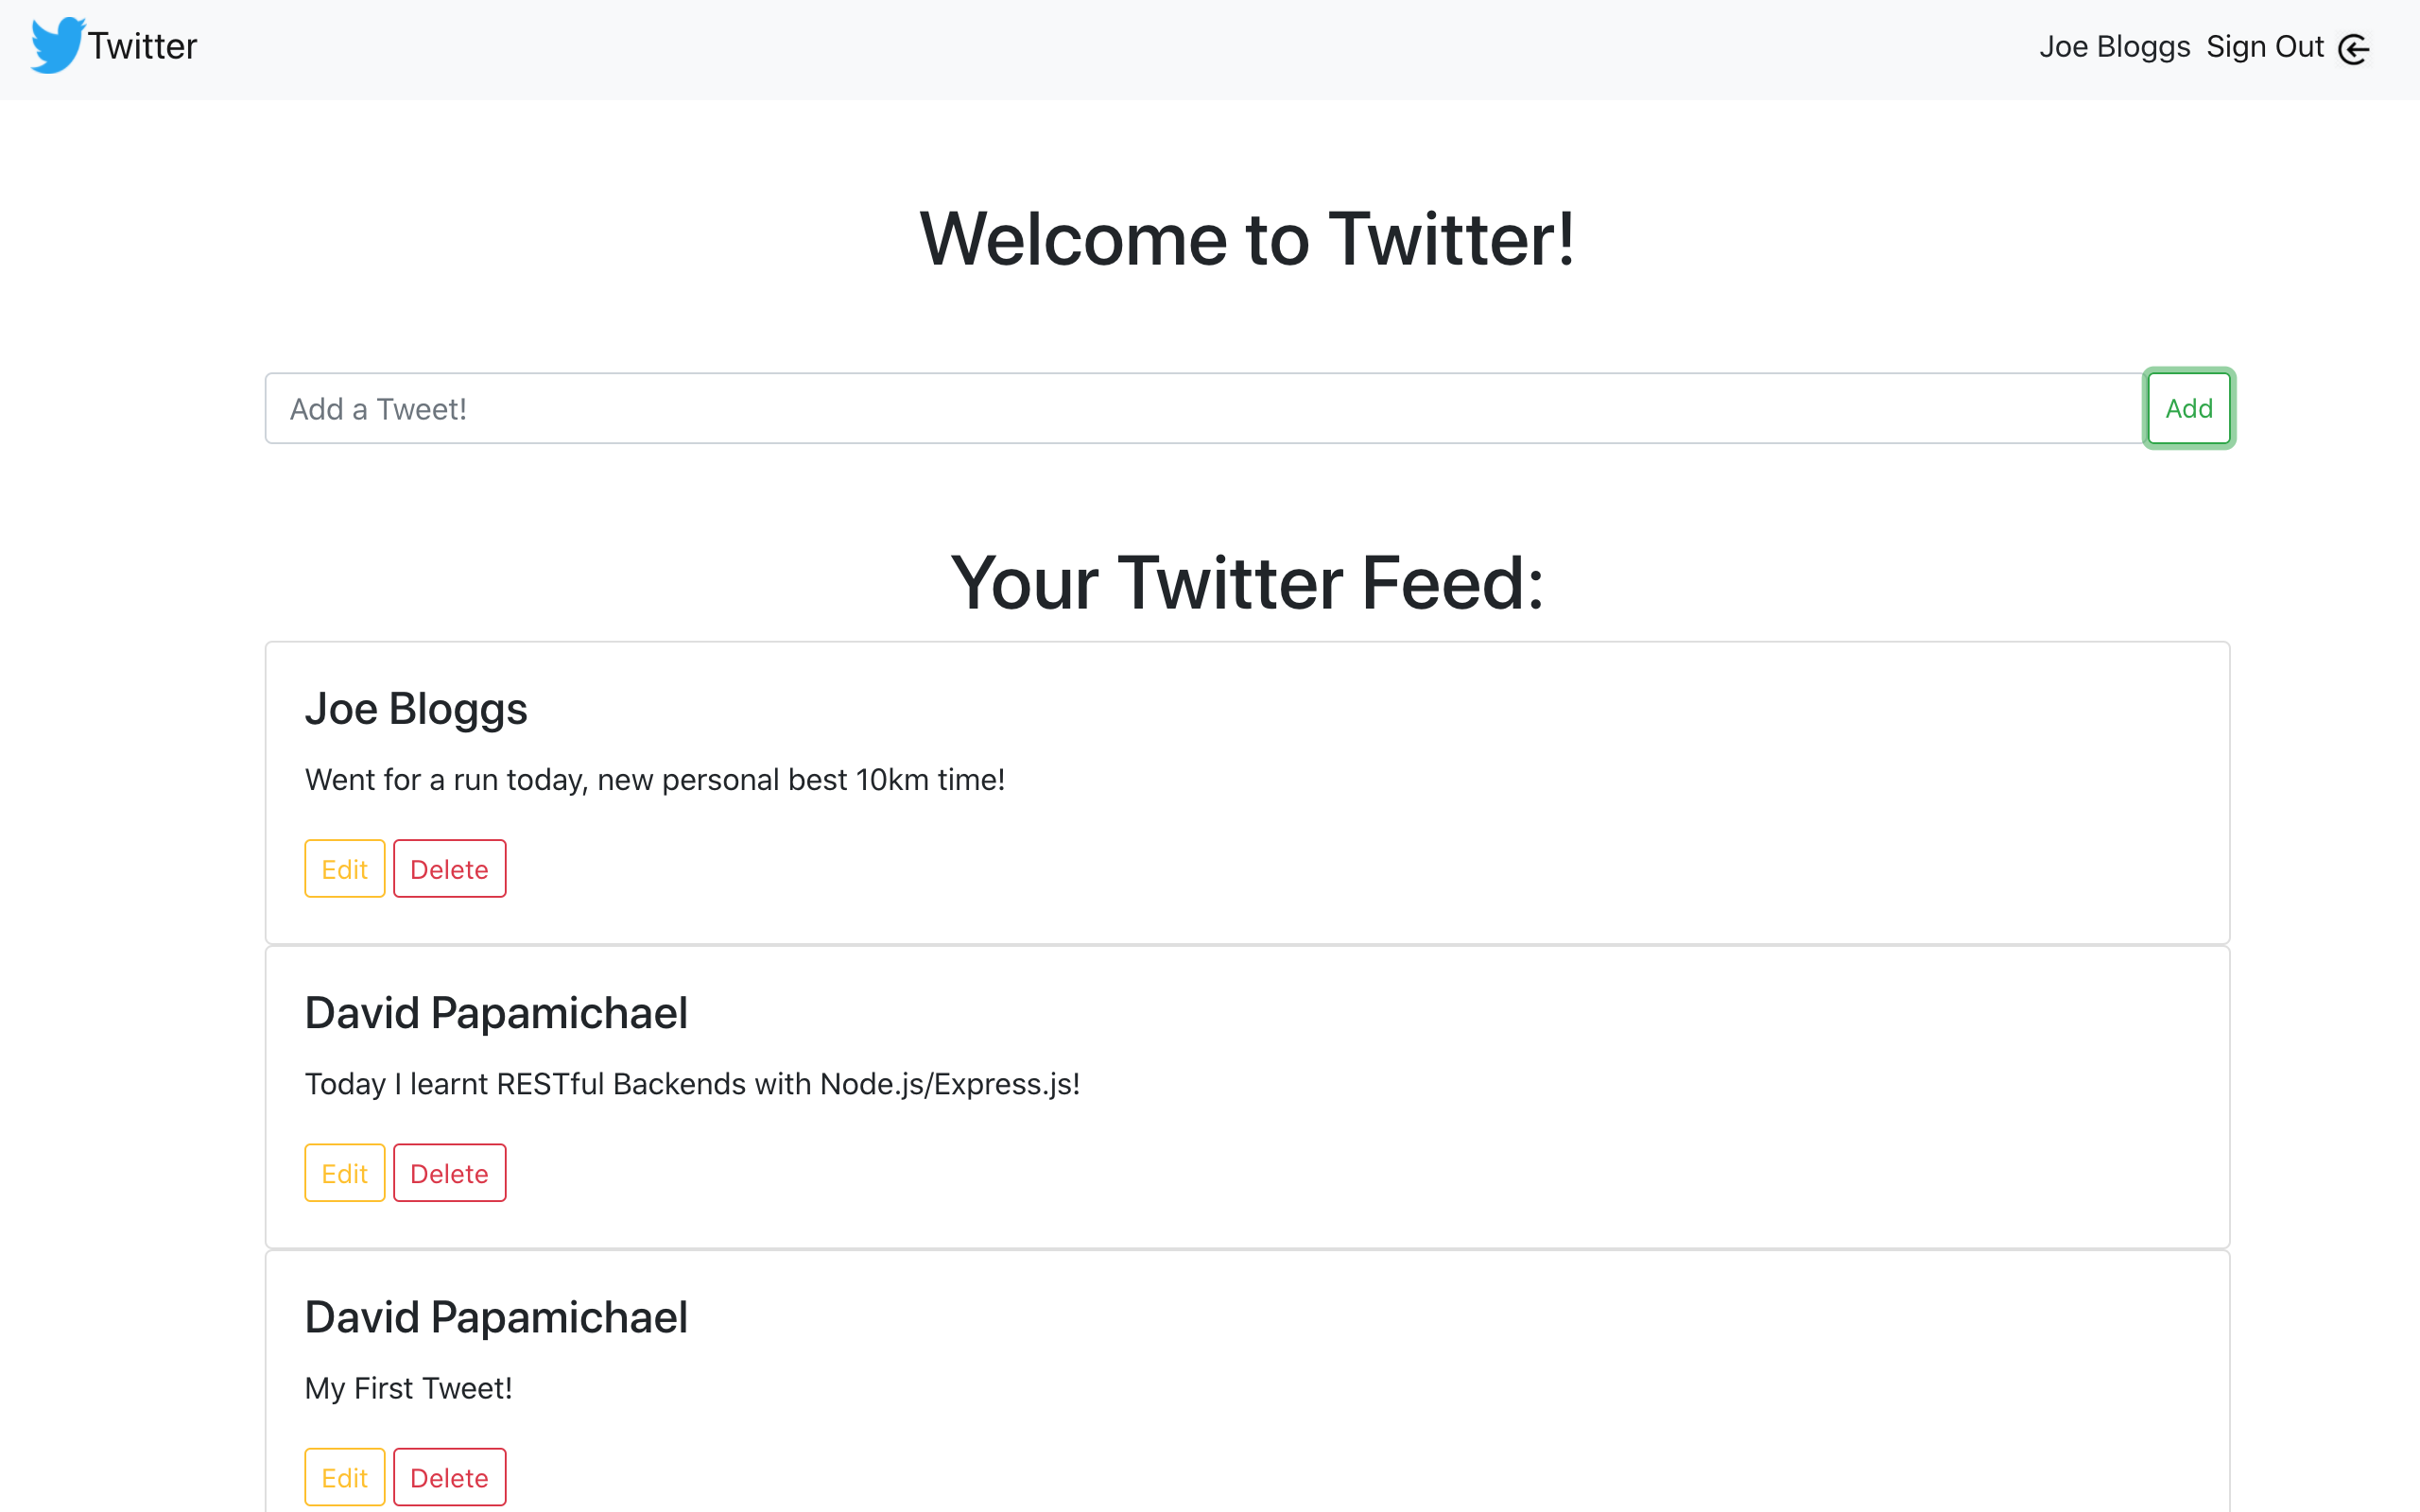 Twitter
Joe Bloggs Sign Out
Welcome to Twitter!
Add a Tweet!
Add
Your Twitter Feed:
Joe Bloggs
Went for a run today, new personal best 10km time!
Edit Delete
David Papamichael
Today I learnt RESTful Backends with Node.js/Express.js!
Edit Delete
David Papamichael
My First Tweet!
Edit Delete